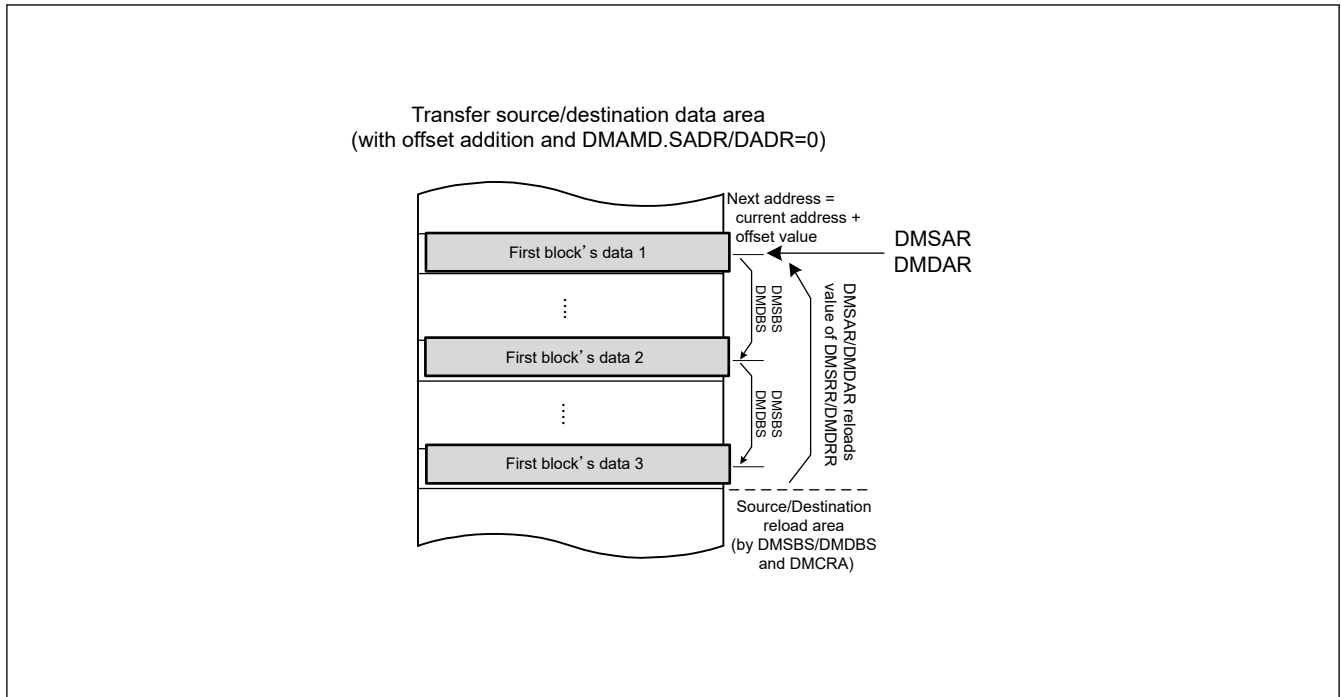 Transfer source/destination data area
(with offset addition and DMAMD.SADR/DADR=0)
Next address =
current address +
offset value
DMSAR
DMDAR
First block’s data 1
DMSBS
DMDBS
DMSAR/DMDAR reloads
value of DMSRR/DMDRR
First block’s data 2
DMSBS
DMDBS
First block’s data 3
Source/Destination
reload area
(by DMSBS/DMDBS
and DMCRA)